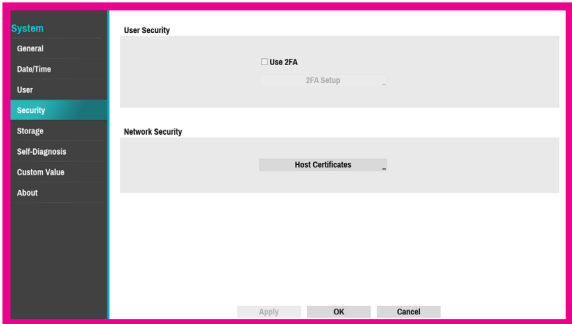 System
General
Date/Time
User
Security
Storage
Self-Diagnosis
Custom Value
About
User Security
Use 2FA
2FA Setup
Network Security
Host Certificates
Apply
OK
Cancel